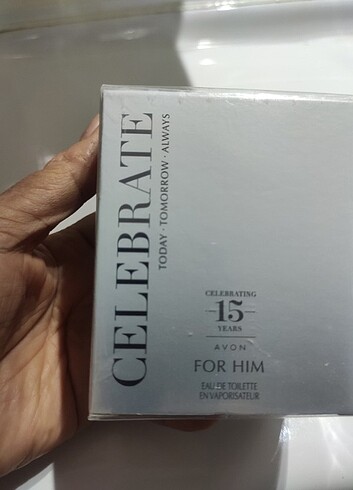 CELEBRATE
TODAY · TOMORROW · ALWAYS
CELEBRATING
15
YEARS
AVON
FOR HIM
EAU DE TOILETTE
EN VAPORISATEUR